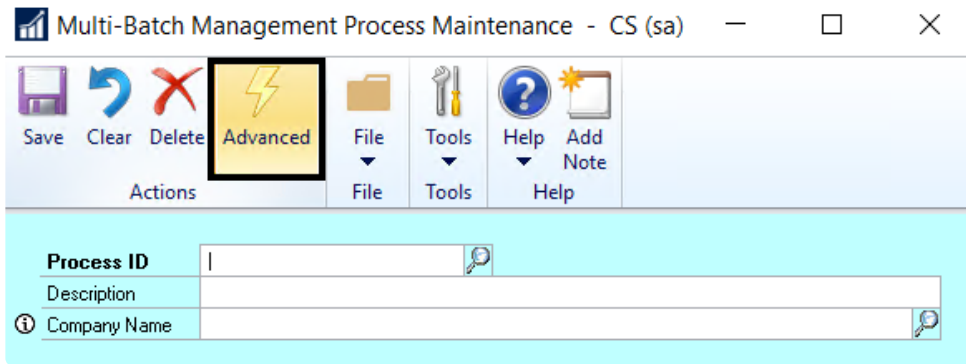 Multi-Batch Management Process Maintenance - CS (sa)
Save Clear Delete Advanced File Tools Help Add Note
Actions File Tools Help
Process ID
Description
Company Name